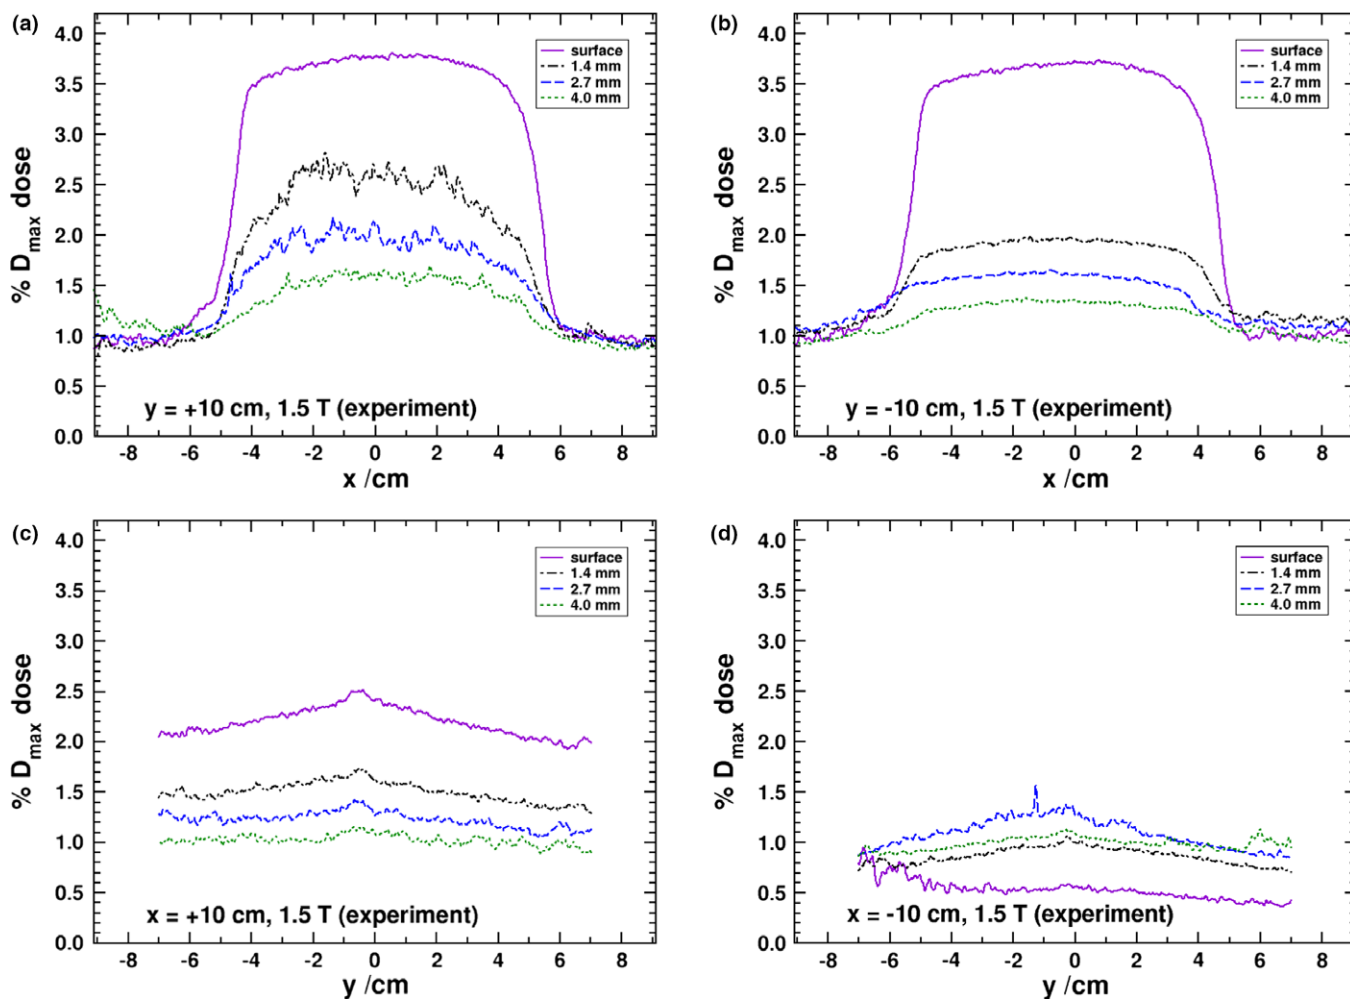 (a)
% Dmax dose
4.0
3.5
3.0
2.5
2.0
1.5
1.0
0.5
0.0
surface
1.4 mm
2.7 mm
4.0 mm
y = +10 cm, 1.5 T (experiment)
-8 -6 -4 -2 0 2 4 6 8
x /cm
(b)
% Dmax dose
4.0
3.5
3.0
2.5
2.0
1.5
1.0
0.5
0.0
surface
1.4 mm
2.7 mm
4.0 mm
y = -10 cm, 1.5 T (experiment)
-8 -6 -4 -2 0 2 4 6 8
x /cm
(c)
% Dmax dose
4.0
3.5
3.0
2.5
2.0
1.5
1.0
0.5
0.0
surface
1.4 mm
2.7 mm
4.0 mm
x = +10 cm, 1.5 T (experiment)
-8 -6 -4 -2 0 2 4 6 8
y /cm
(d)
% Dmax dose
4.0
3.5
3.0
2.5
2.0
1.5
1.0
0.5
0.0
surface
1.4 mm
2.7 mm
4.0 mm
x = -10 cm, 1.5 T (experiment)
-8 -6 -4 -2 0 2 4 6 8
y /cm